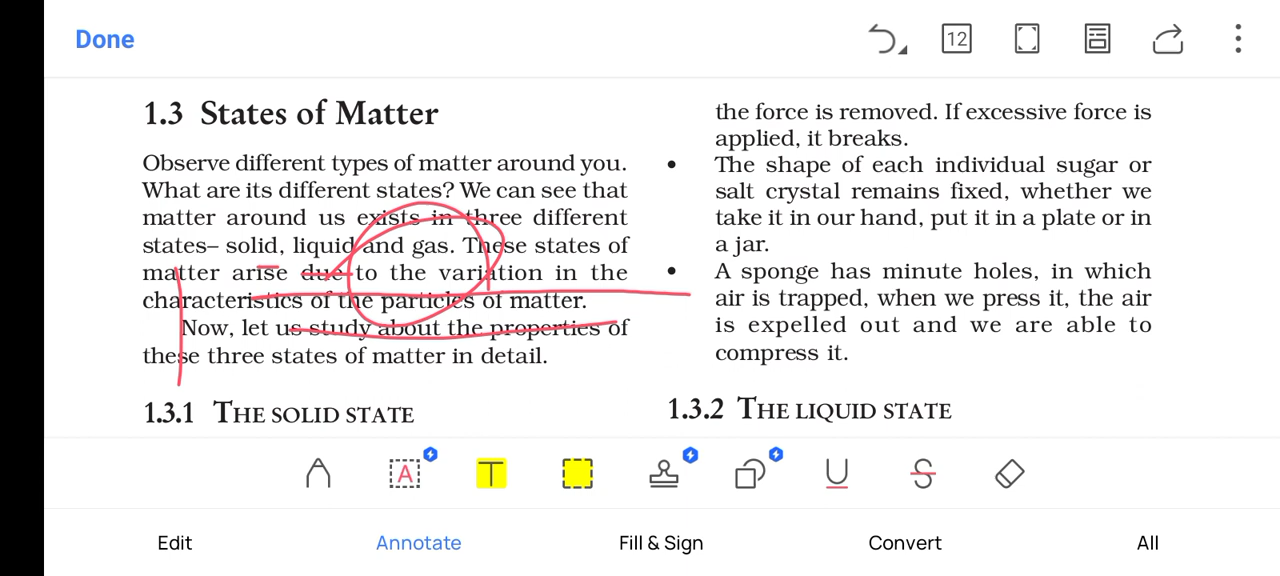 Done
12
1.3 States of Matter
Observe different types of matter around you.
What are its different states? We can see that
matter around us exists in three different
states– solid, liquid and gas. These states of
matter arise due to the variation in the
characteristics of the particles of matter.
Now, let us study about the properties of
these three states of matter in detail.
1.3.1 THE SOLID STATE
the force is removed. If excessive force is
applied, it breaks.
• The shape of each individual sugar or
salt crystal remains fixed, whether we
take it in our hand, put it in a plate or in
a jar.
• A sponge has minute holes, in which
air is trapped, when we press it, the air
is expelled out and we are able to
compress it.
1.3.2 THE LIQUID STATE
A T U S
Edit Annotate Fill & Sign Convert All